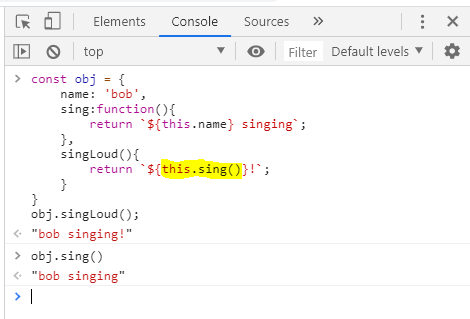 Elements Console Sources »
top Filter Default levels
> const obj = {
    name: 'bob',
    sing:function(){
        return `${this.name} singing`;
    },
    singLoud(){
        return `${this.sing()}!`;
    }
}
obj.singLoud();
"bob singing!"
> obj.sing()
"bob singing"
>